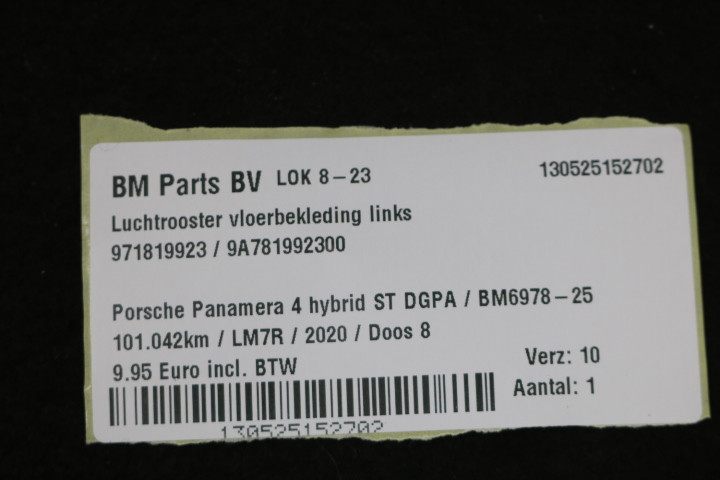 BM Parts BV LOK 8-23 130525152702
Luchtrooster vloerbekleding links
971819923 / 9A781992300
Porsche Panamera 4 hybrid ST DGPA / BM6978-25
101.042km / LM7R / 2020 / Doos 8
9.95 Euro incl. BTW Verz: 10
Aantal: 1
130525152702